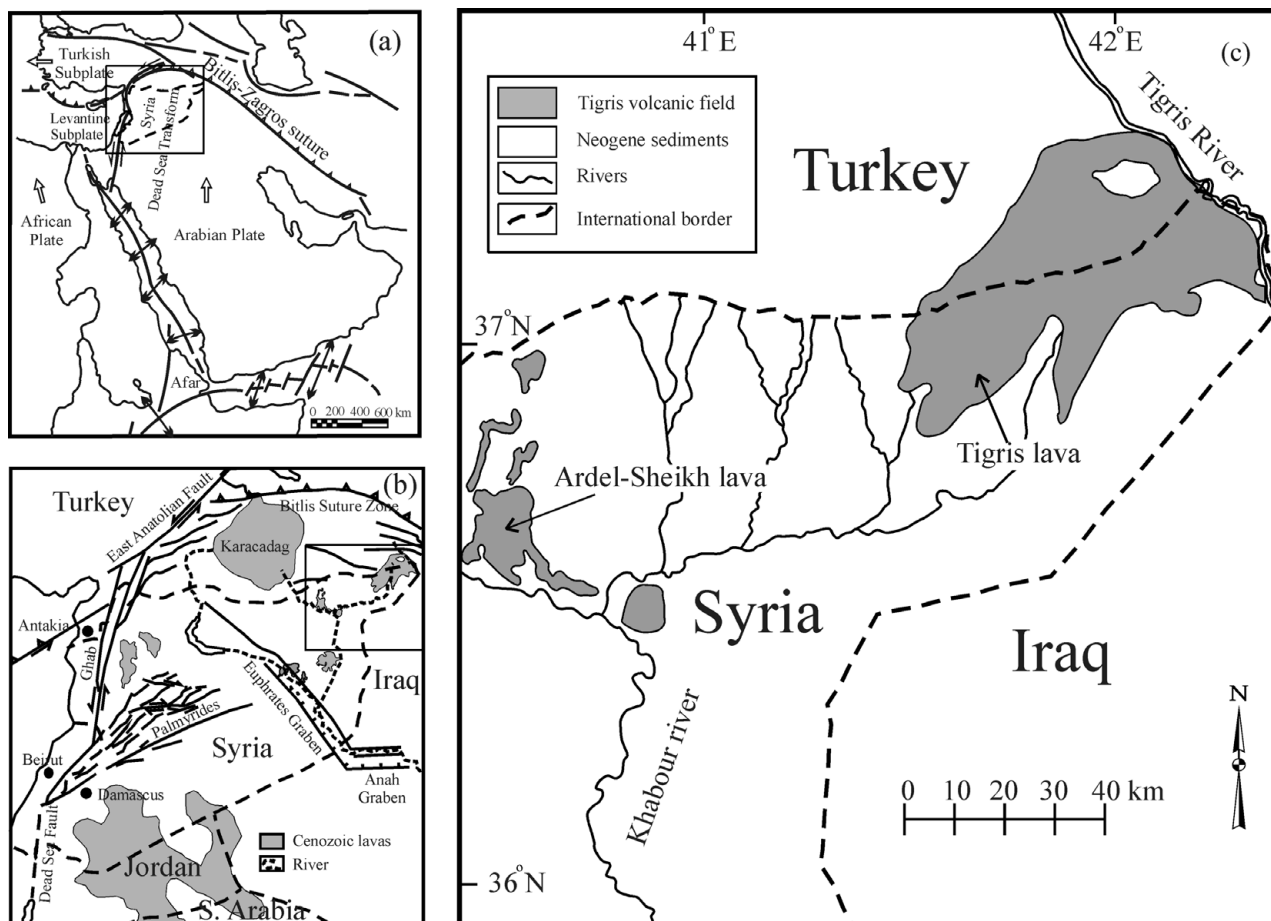 (a)
Turkish
Subplate
Bitlis-Zagros suture
Levantine
Subplate
Syria
Dead Sea Transform
African
Plate
Arabian Plate
Afar
0 200 400 600 km
(b)
Turkey
East Anatolian Fault
Bitlis Suture Zone
Karacadag
Antakia
Ghab
Iraq
Euphrates Graben
Palmyrides
Syria
Beirut
Anah
Graben
Damascus
Dead Sea Fault
Cenozoic lavas
River
Jordan
S. Arabia
41°E
42°E
(c)
Tigris volcanic field
Neogene sediments
Rivers
International border
Tigris River
Turkey
37°N
Ardel-Sheikh lava
Tigris lava
Syria
Iraq
Khabour river
N
0 10 20 30 40 km
36°N